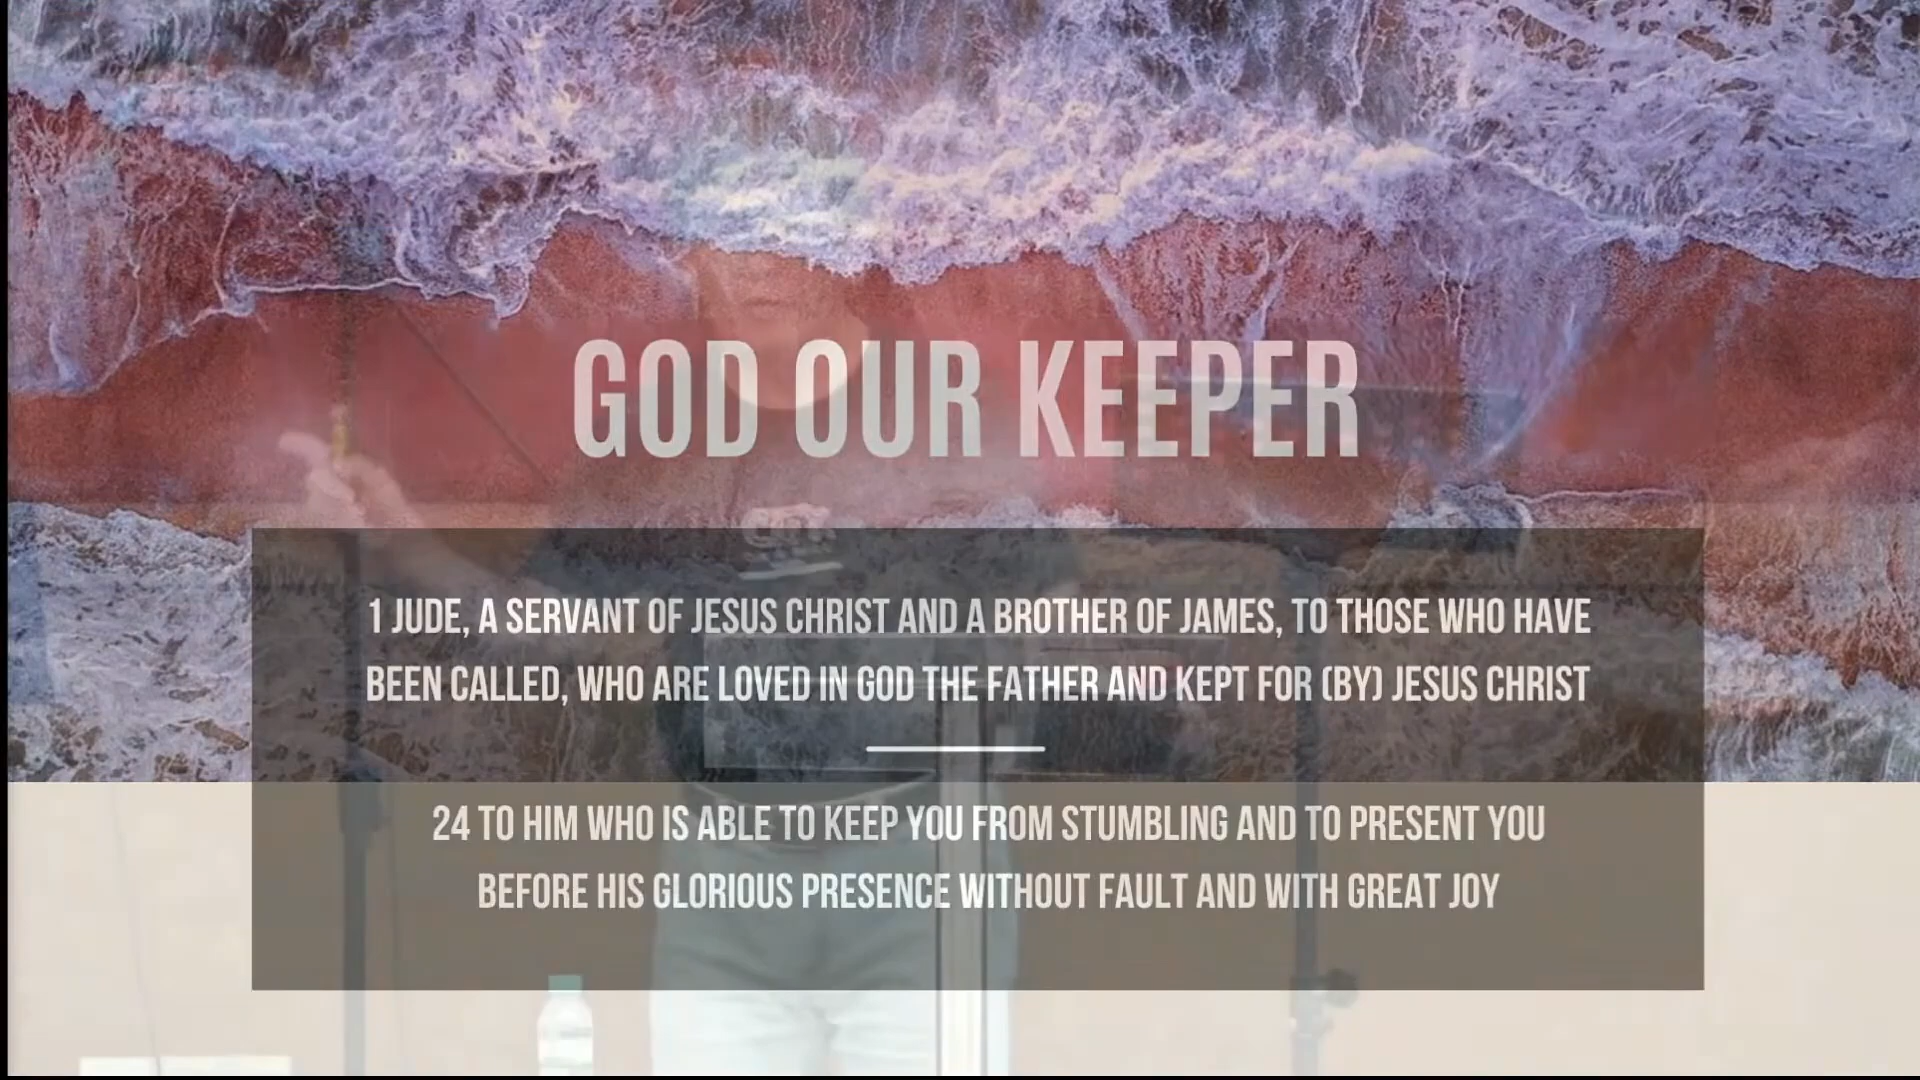 GOD OUR KEEPER
1 JUDE, A SERVANT OF JESUS CHRIST AND A BROTHER OF JAMES, TO THOSE WHO HAVE
BEEN CALLED, WHO ARE LOVED IN GOD THE FATHER AND KEPT FOR (BY) JESUS CHRIST
24 TO HIM WHO IS ABLE TO KEEP YOU FROM STUMBLING AND TO PRESENT YOU
BEFORE HIS GLORIOUS PRESENCE WITHOUT FAULT AND WITH GREAT JOY